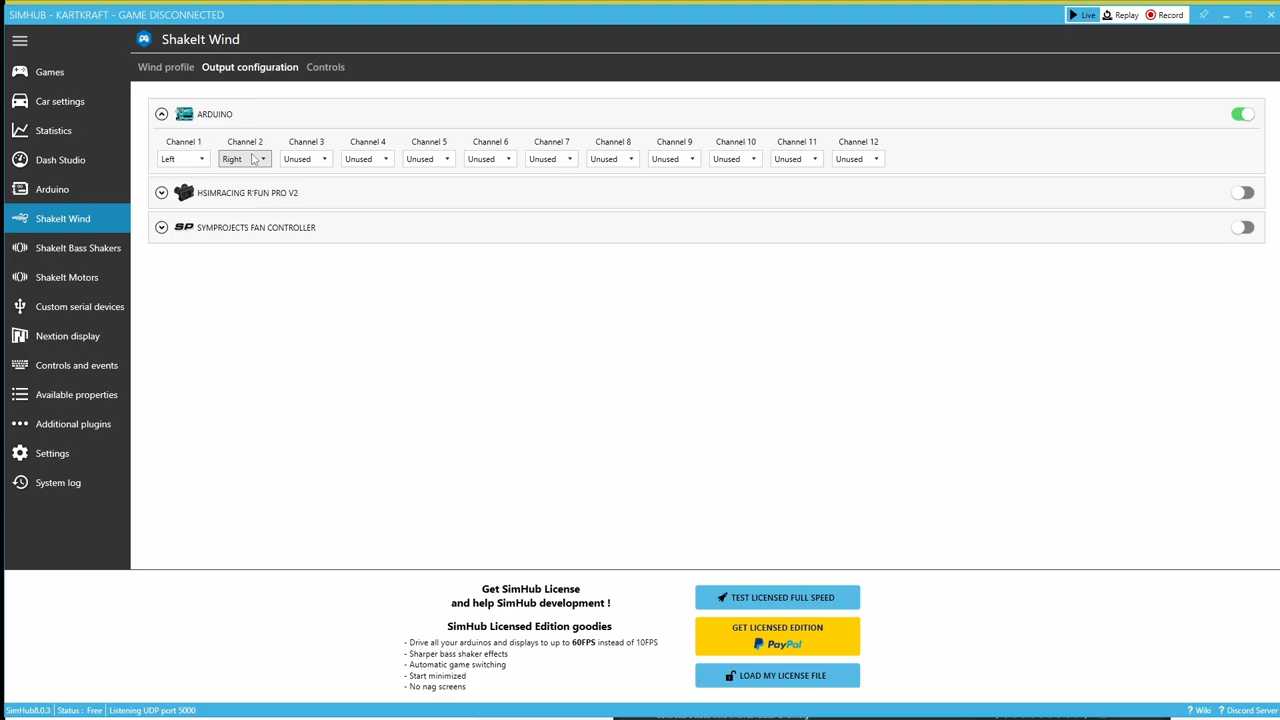 SIMHUB - KARTKRAFT - GAME DISCONNECTED
Live
Replay
Record
ShakeIt Wind
Wind profile
Output configuration
Controls
Games
Car settings
Statistics
Dash Studio
Arduino
ShakeIt Wind
ShakeIt Bass Shakers
ShakeIt Motors
Custom serial devices
Nextion display
Controls and events
Available properties
Additional plugins
Settings
System log
ARDUINO
Channel 1 Channel 2 Channel 3 Channel 4 Channel 5 Channel 6 Channel 7 Channel 8 Channel 9 Channel 10 Channel 11 Channel 12
Left Right Unused Unused Unused Unused Unused Unused Unused Unused Unused Unused
HSIMRACING R'FUN PRO V2
SP SYMPROJECTS FAN CONTROLLER
Get SimHub License
and help SimHub development !
SimHub Licensed Edition goodies
- Drive all your arduinos and displays to up to 60FPS instead of 10FPS
- Sharper bass shaker effects
- Automatic game switching
- Start minimized
- No nag screens
TEST LICENSED FULL SPEED
GET LICENSED EDITION
PayPal
LOAD MY LICENSE FILE
SimHub8.0.3 Status : Free Listening UDP port 5000
? Wiki ? Discord Server